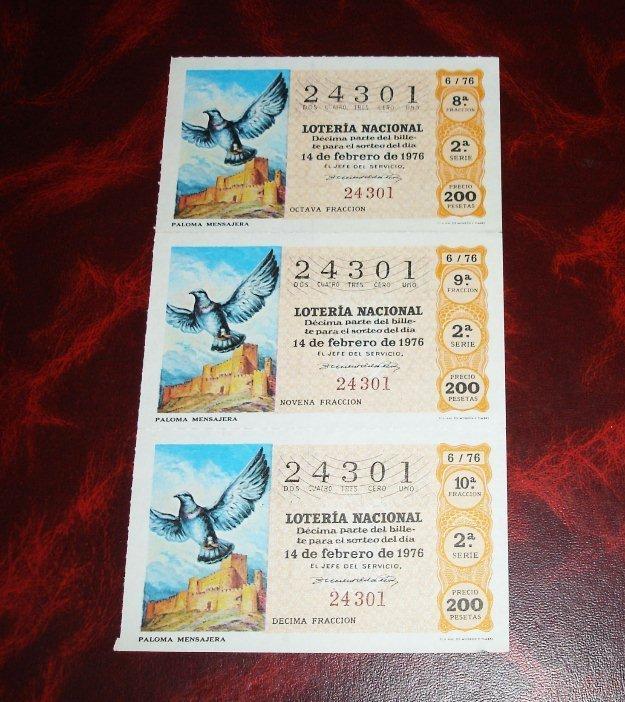 24301
DOS CUATRO TRES CERO UNO
LOTERÍA NACIONAL
Décima parte del bille-
te para el sorteo del día
14 de febrero de 1976
EL JEFE DEL SERVICIO,
24301
OCTAVA FRACCION
PALOMA MENSAJERA
6 / 76
8ª.
FRACCION
2ª.
SERIE
PRECIO
200
PESETAS
24301
DOS CUATRO TRES CERO UNO
LOTERÍA NACIONAL
Décima parte del bille-
te para el sorteo del día
14 de febrero de 1976
EL JEFE DEL SERVICIO,
24301
NOVENA FRACCION
PALOMA MENSAJERA
6 / 76
9ª.
FRACCION
2ª.
SERIE
PRECIO
200
PESETAS
24301
DOS CUATRO TRES CERO UNO
LOTERÍA NACIONAL
Décima parte del bille-
te para el sorteo del día
14 de febrero de 1976
EL JEFE DEL SERVICIO,
24301
DECIMA FRACCION
PALOMA MENSAJERA
6 / 76
10ª
FRACCION
2ª.
SERIE
PRECIO
200
PESETAS